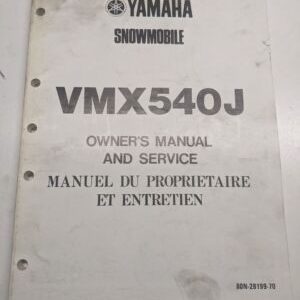 YAMAHA
SNOWMOBILE
VMX540J
OWNER'S MANUAL
AND SERVICE
MANUEL DU PROPRIETAIRE
ET ENTRETIEN
80N-28199-70